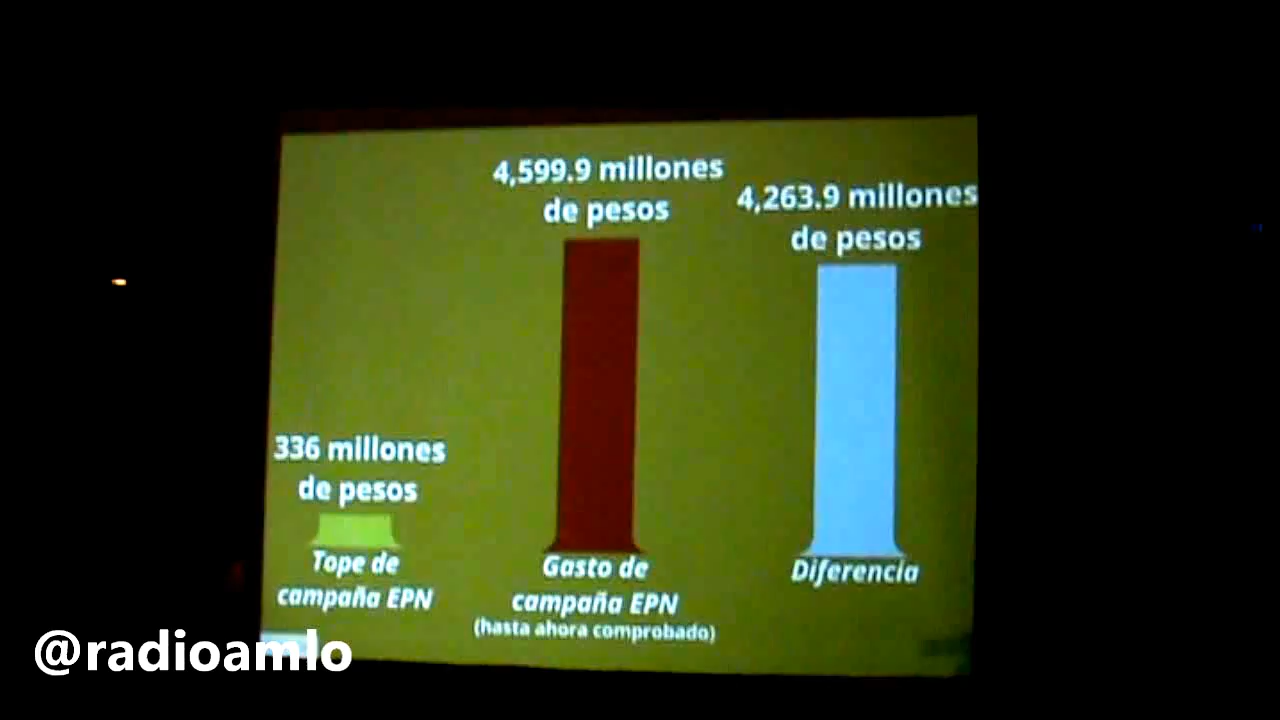 4,599.9 millones
de pesos
4,263.9 millones
de pesos
336 millones
de pesos
Tope de
campaña EPN
Gasto de
campaña EPN
(hasta ahora comprobado)
Diferencia
@radioamlo